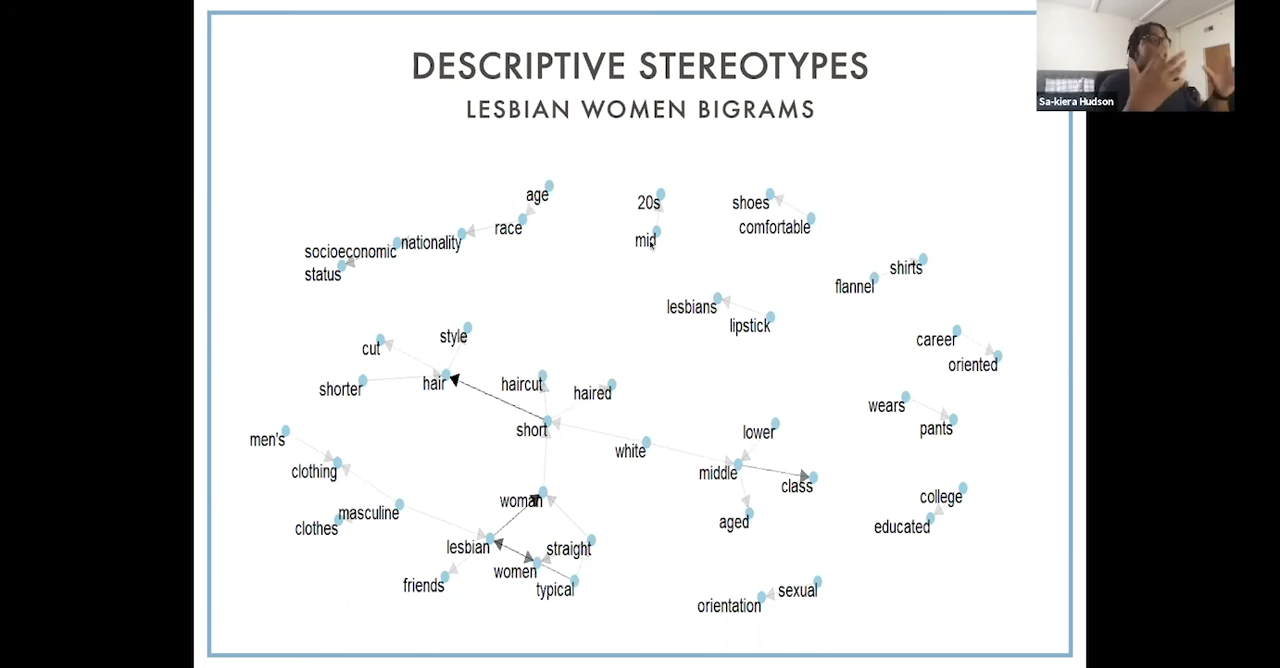 DESCRIPTIVE STEREOTYPES
LESBIAN WOMEN BIGRAMS
Sa-kiera Hudson
age
20s
shoes
race
comfortable
socioeconomic
nationality
mid
status
shirts
flannel
lesbians
lipstick
style
career
cut
oriented
shorter
hair
haircut
haired
wears
short
lower
pants
men's
white
clothing
middle
class
woman
college
masculine
aged
clothes
educated
lesbian
straight
friends
women
typical
sexual
orientation